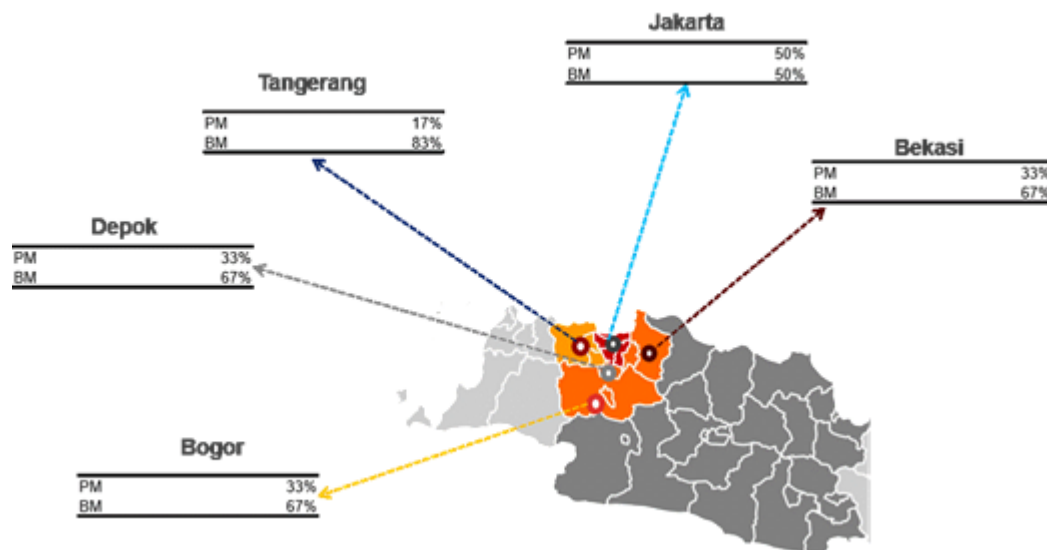 Jakarta
PM 50%
BM 50%
Tangerang
PM 17%
BM 83%
Bekasi
PM 33%
BM 67%
Depok
PM 33%
BM 67%
Bogor
PM 33%
BM 67%